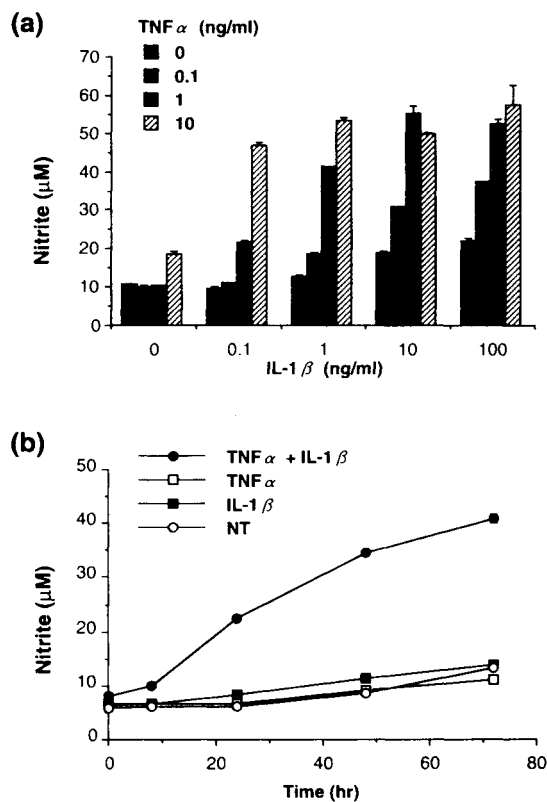 (a)
TNFα (ng/ml)
0
0.1
1
10
Nitrite (μM)
70
60
50
40
30
20
10
0
0 0.1 1 10 100
IL-1β (ng/ml)
(b)
TNFα + IL-1β
TNFα
IL-1β
NT
Nitrite (μM)
50
40
30
20
10
0
0 20 40 60 80
Time (hr)